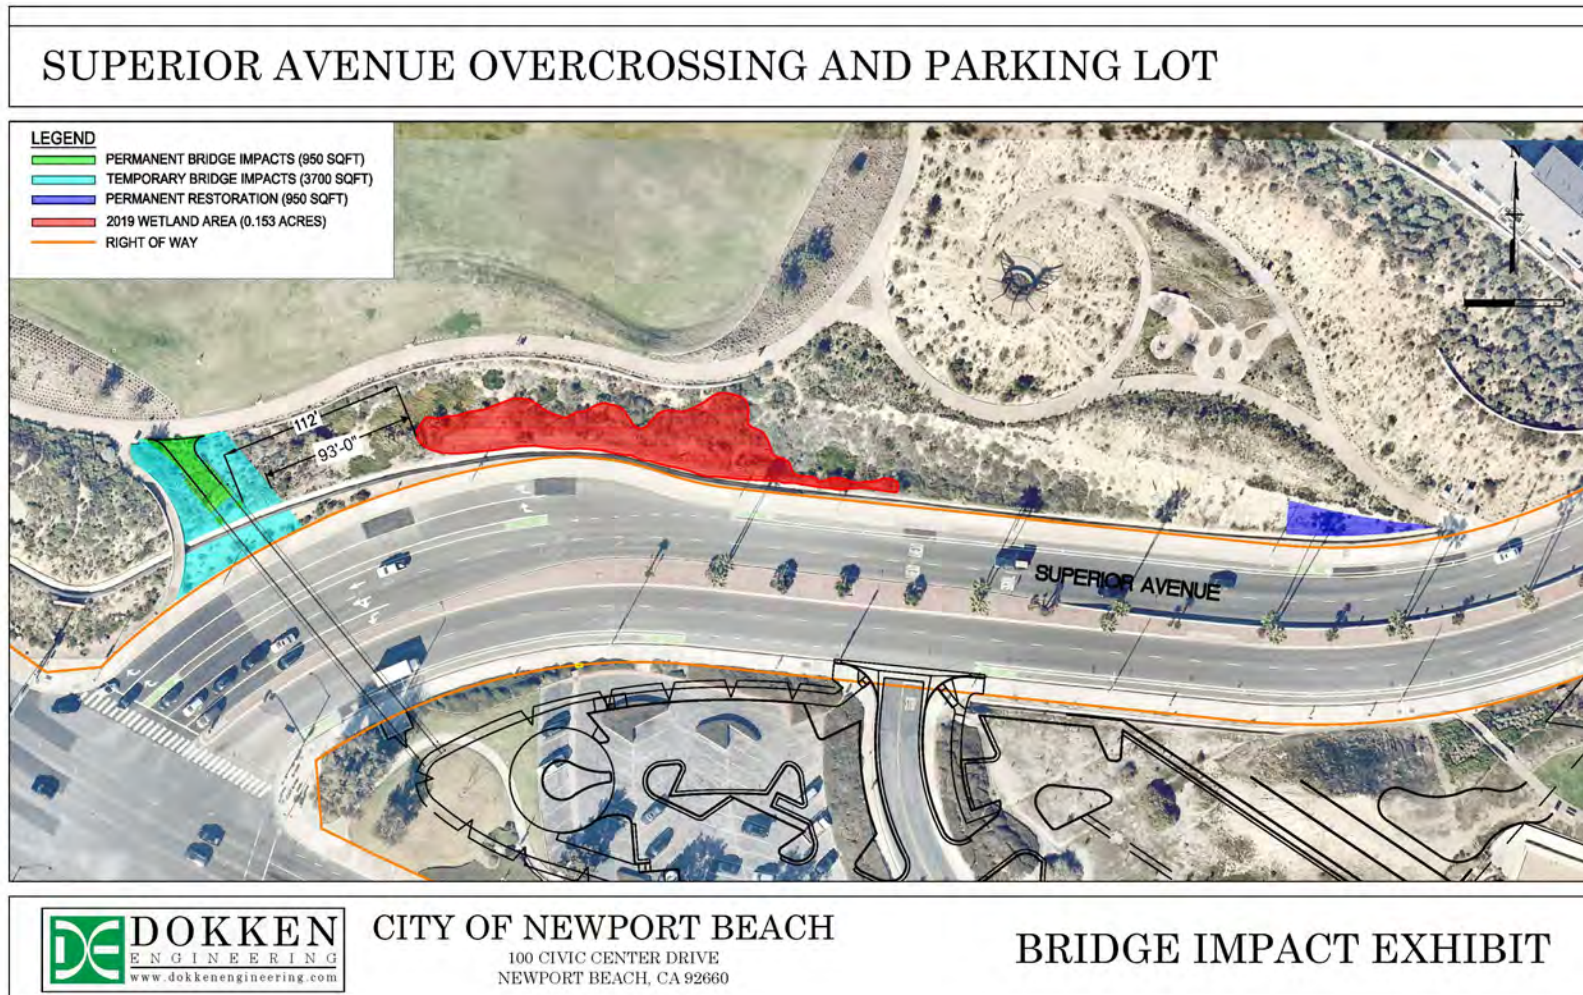 SUPERIOR AVENUE OVERCROSSING AND PARKING LOT
LEGEND
PERMANENT BRIDGE IMPACTS (950 SQFT)
TEMPORARY BRIDGE IMPACTS (3700 SQFT)
PERMANENT RESTORATION (950 SQFT)
2019 WETLAND AREA (0.153 ACRES)
RIGHT OF WAY
N
112'
93'-0"
SUPERIOR AVENUE
DE DOKKEN
ENGINEERING
www.dokkenengineering.com
CITY OF NEWPORT BEACH
100 CIVIC CENTER DRIVE
NEWPORT BEACH, CA 92660
BRIDGE IMPACT EXHIBIT